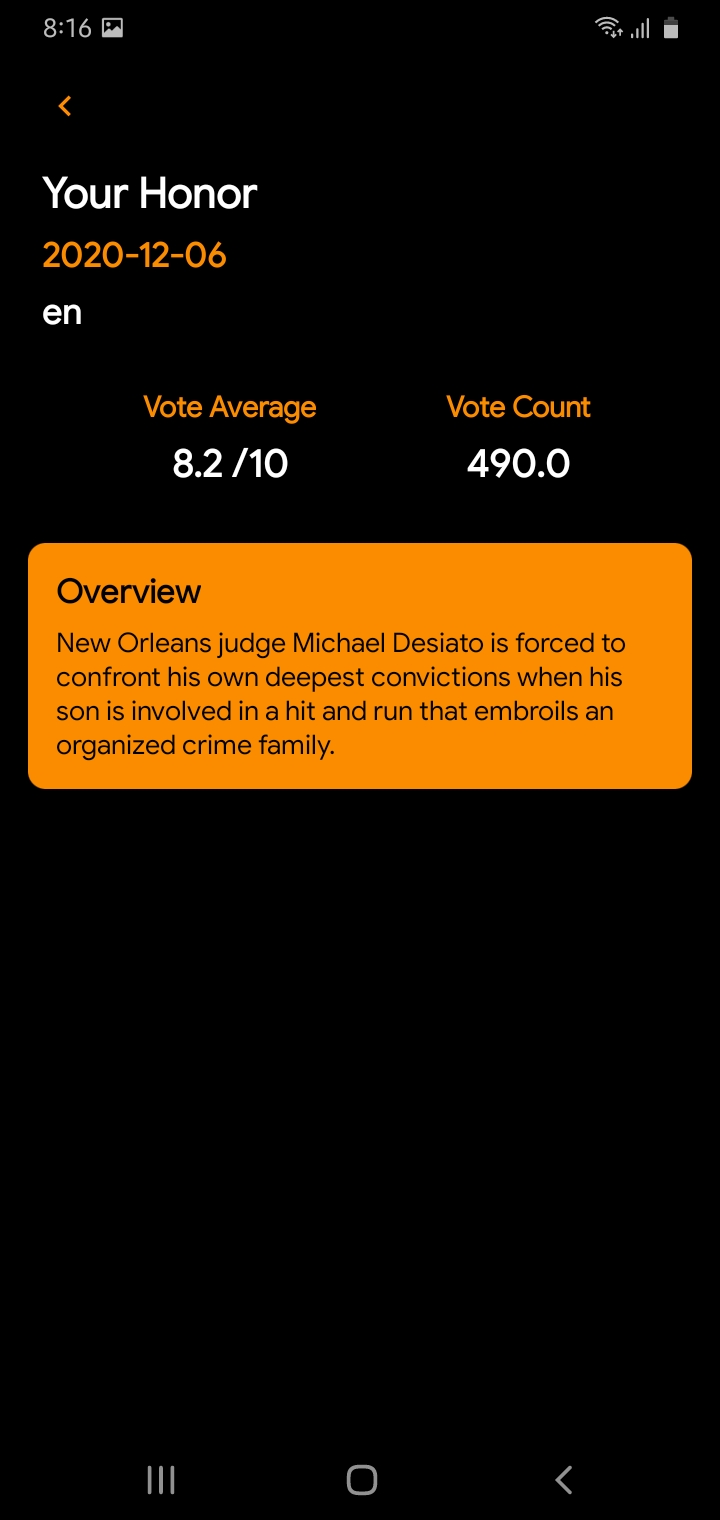 8:16
Your Honor
2020-12-06
en
Vote Average
Vote Count
8.2 /10
490.0
Overview
New Orleans judge Michael Desiato is forced to
confront his own deepest convictions when his
son is involved in a hit and run that embroils an
organized crime family.